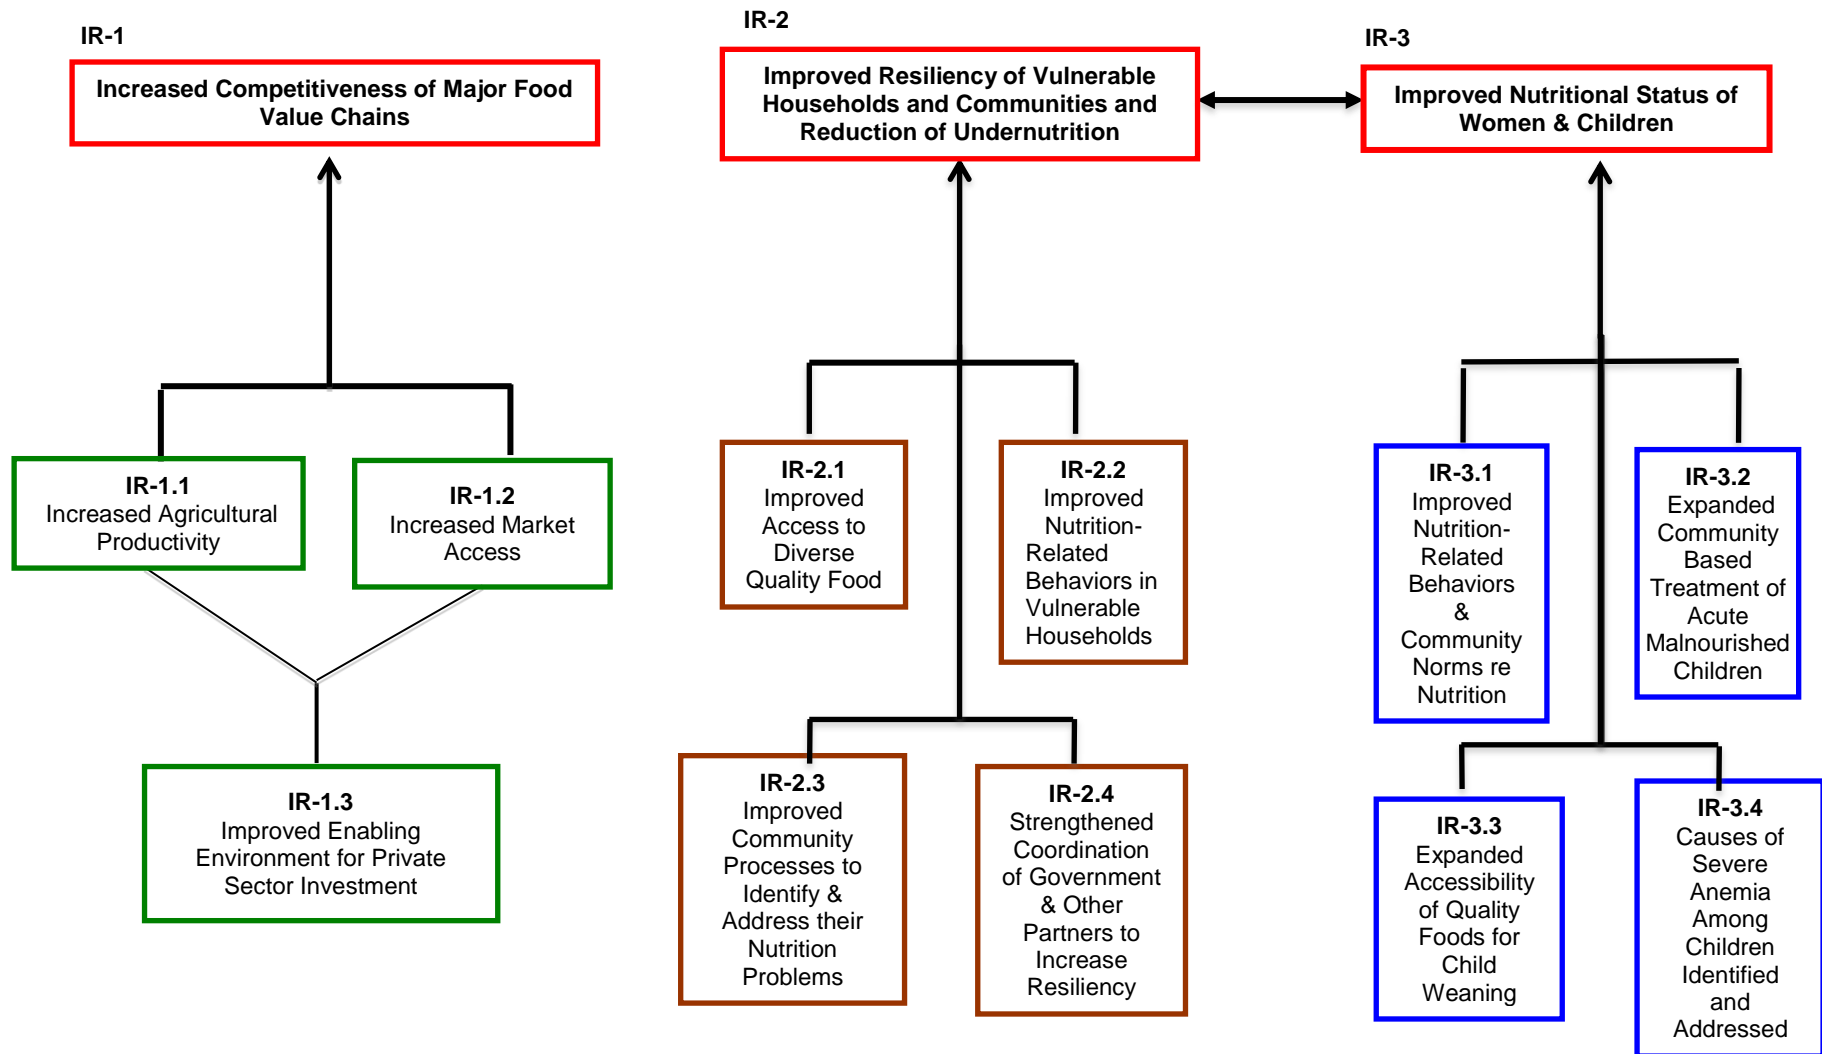 IR-1
Increased Competitiveness of Major Food
Value Chains
IR-2
Improved Resiliency of Vulnerable
Households and Communities and
Reduction of Undernutrition
IR-3
Improved Nutritional Status of
Women & Children
IR-1.1
Increased Agricultural
Productivity
IR-1.2
Increased Market
Access
IR-1.3
Improved Enabling
Environment for Private
Sector Investment
IR-2.1
Improved
Access to
Diverse
Quality Food
IR-2.2
Improved
Nutrition-
Related
Behaviors in
Vulnerable
Households
IR-2.3
Improved
Community
Processes to
Identify &
Address their
Nutrition
Problems
IR-2.4
Strengthened
Coordination
of Government
& Other
Partners to
Increase
Resiliency
IR-3.1
Improved
Nutrition-
Related
Behaviors
&
Community
Norms re
Nutrition
IR-3.2
Expanded
Community
Based
Treatment of
Acute
Malnourished
Children
IR-3.3
Expanded
Accessibility
of Quality
Foods for
Child
Weaning
IR-3.4
Causes of
Severe
Anemia
Among
Children
Identified
and
Addressed